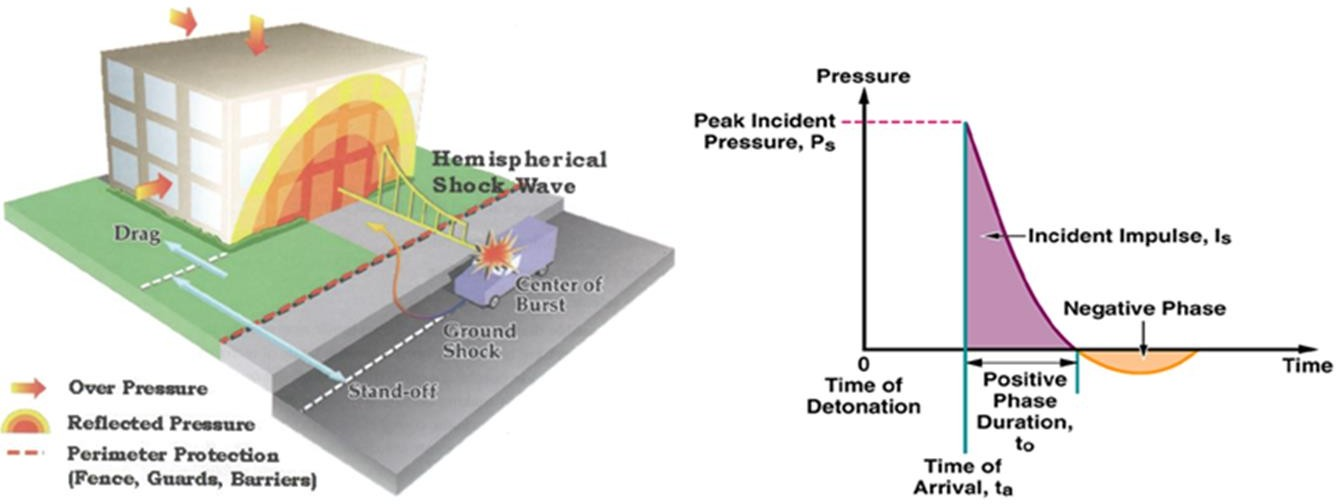 Hemispherical
Shock Wave
Drag
Center of
Burst
Ground
Shock
Stand-off
Over Pressure
Reflected Pressure
Perimeter Protection
(Fence, Guards, Barriers)
Pressure
Peak Incident
Pressure, Ps
Incident Impulse, Is
Negative Phase
0
Time of
Detonation
Positive
Phase
Duration,
to
Time
Time of
Arrival, ta